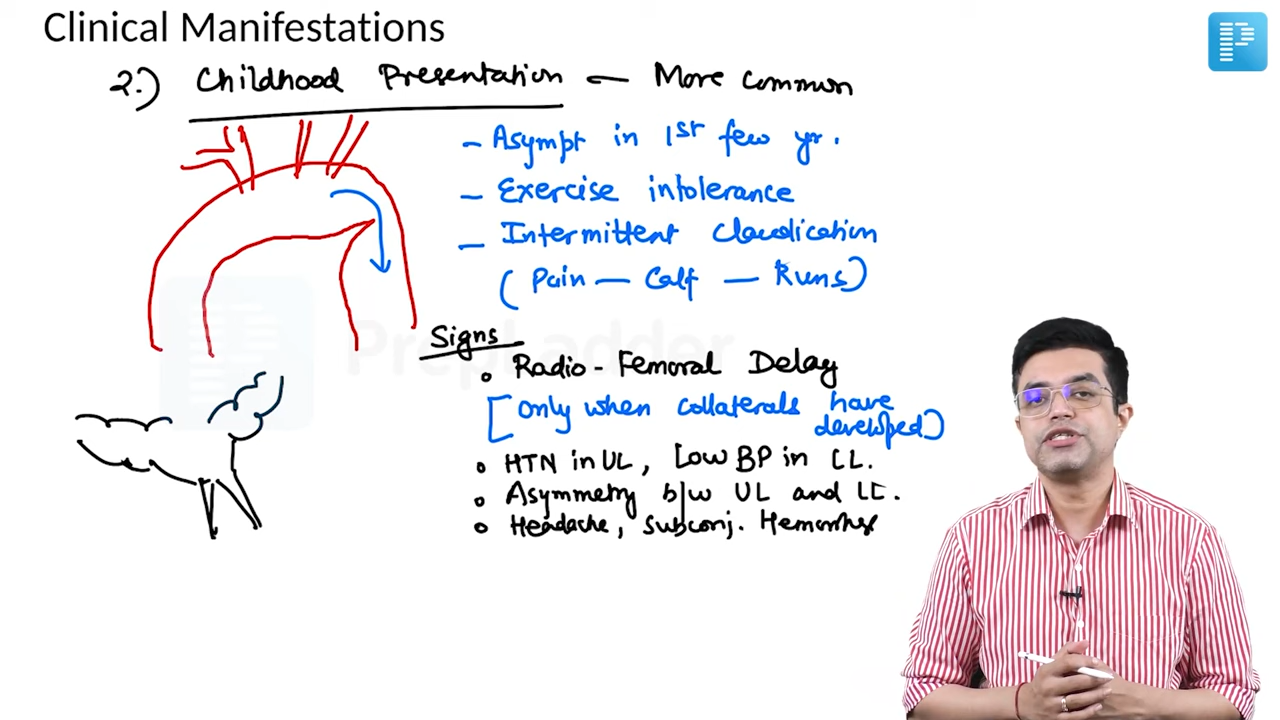 Clinical Manifestations
2.) Childhood Presentation — More common
- Asympt in 1st few yr.
- Exercise intolerance
- Intermittent Claudication
(Pain — Calf — Runs)
Signs
• Radio-Femoral Delay
[Only when collaterals have
developed)
• HTN in UL, Low BP in LL.
• Asymmetry b/w UL and LL.
• Headache, Subconj. Hemorrhage
PrepLadder